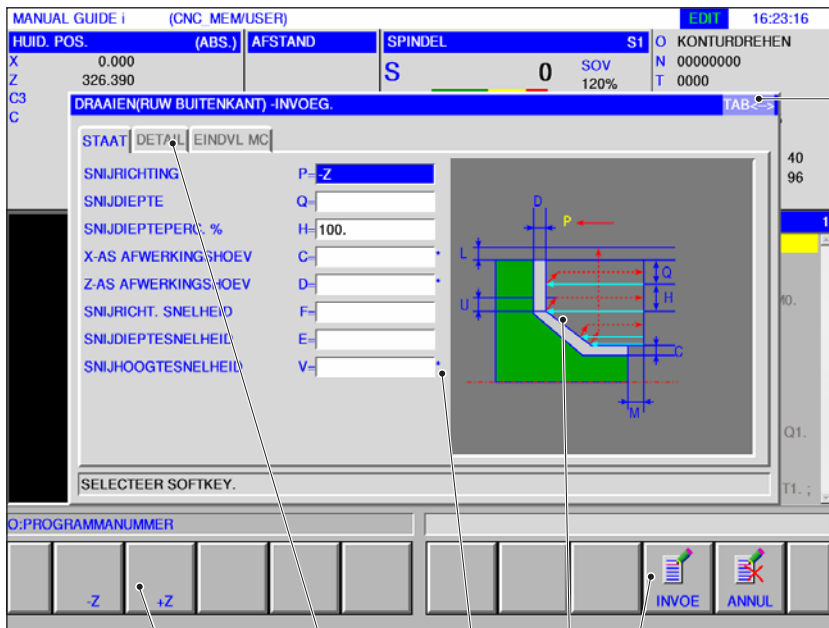 MANUAL GUIDE i (CNC_MEM/USER) EDIT 16:23:16
HUID. POS. (ABS.) AFSTAND SPINDEL S1 O KONTURDREHEN
X 0.000 S 0 SOV N 00000000
Z 326.390 120% T 0000
C3
C
DRAAIEN(RUW BUITENKANT) -INVOEG. TAB<-->
STAAT DETAIL EINDVL MC
SNIJRICHTING P= -Z
SNIJDIEPTE Q=
SNIJDIEPTEPERC. % H= 100.
X-AS AFWERKINGSHOEV C= *
Z-AS AFWERKINGSHOEV D= *
SNIJRICHT. SNELHEID F=
SNIJDIEPTESNELHEID E=
SNIJHOOGTESNELHEID V= *
D
P
L
Q
U
H
C
M
40
96
1
M0.
Q1.
T1. ;
SELECTEER SOFTKEY.
O:PROGRAMMANUMMER
-Z +Z INVOE ANNUL